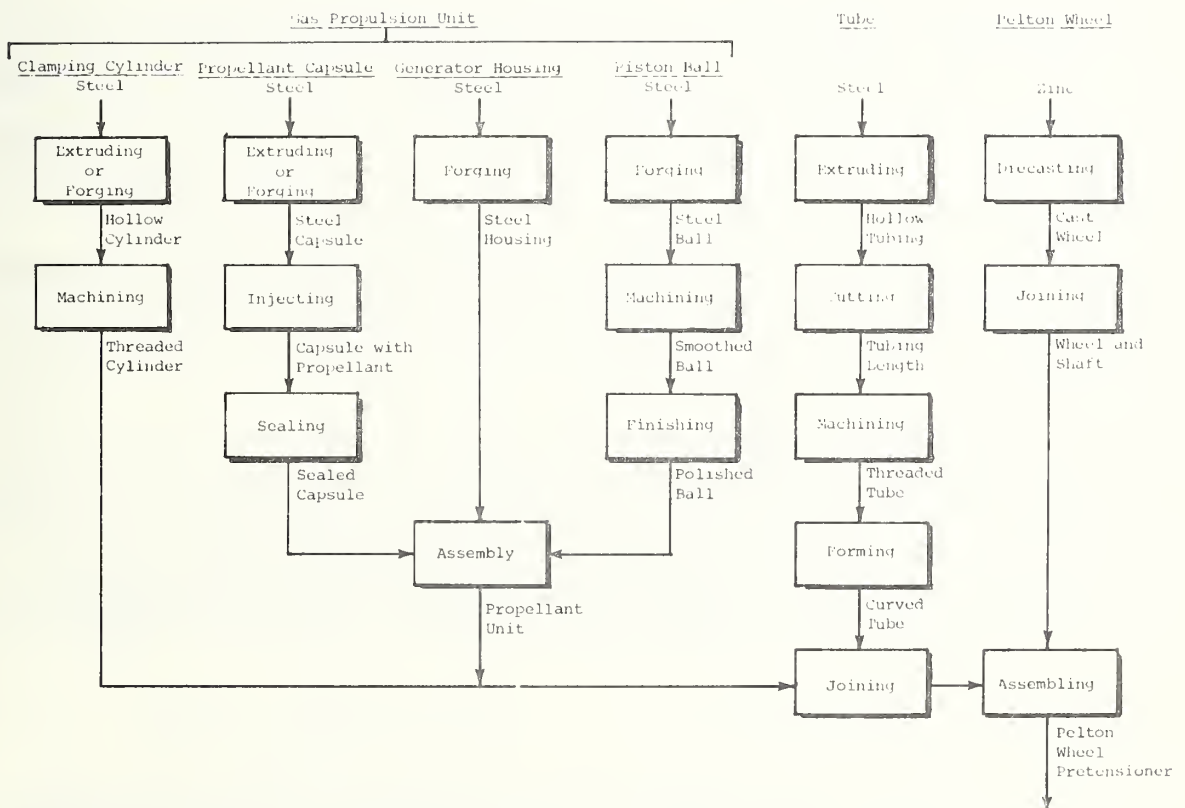 Gas Propulsion Unit
Tube
Pelton Wheel
Clamping Cylinder
Propellant Capsule
Generator Housing
Piston Ball
Steel
Steel
Steel
Steel
Steel
Zinc
Extruding
or
Forging
Extruding
or
Forging
Forging
Forging
Extruding
Diecasting
Hollow
Cylinder
Steel
Capsule
Steel
Housing
Steel
Ball
Hollow
Tubing
Cast
Wheel
Machining
Injecting
Machining
Cutting
Joining
Threaded
Cylinder
Capsule with
Propellant
Smoothed
Ball
Tubing
Length
Wheel and
Shaft
Sealing
Finishing
Machining
Sealed
Capsule
Polished
Ball
Threaded
Tube
Assembly
Forming
Propellant
Unit
Curved
Tube
Joining
Assembling
Pelton
Wheel
Pretensioner